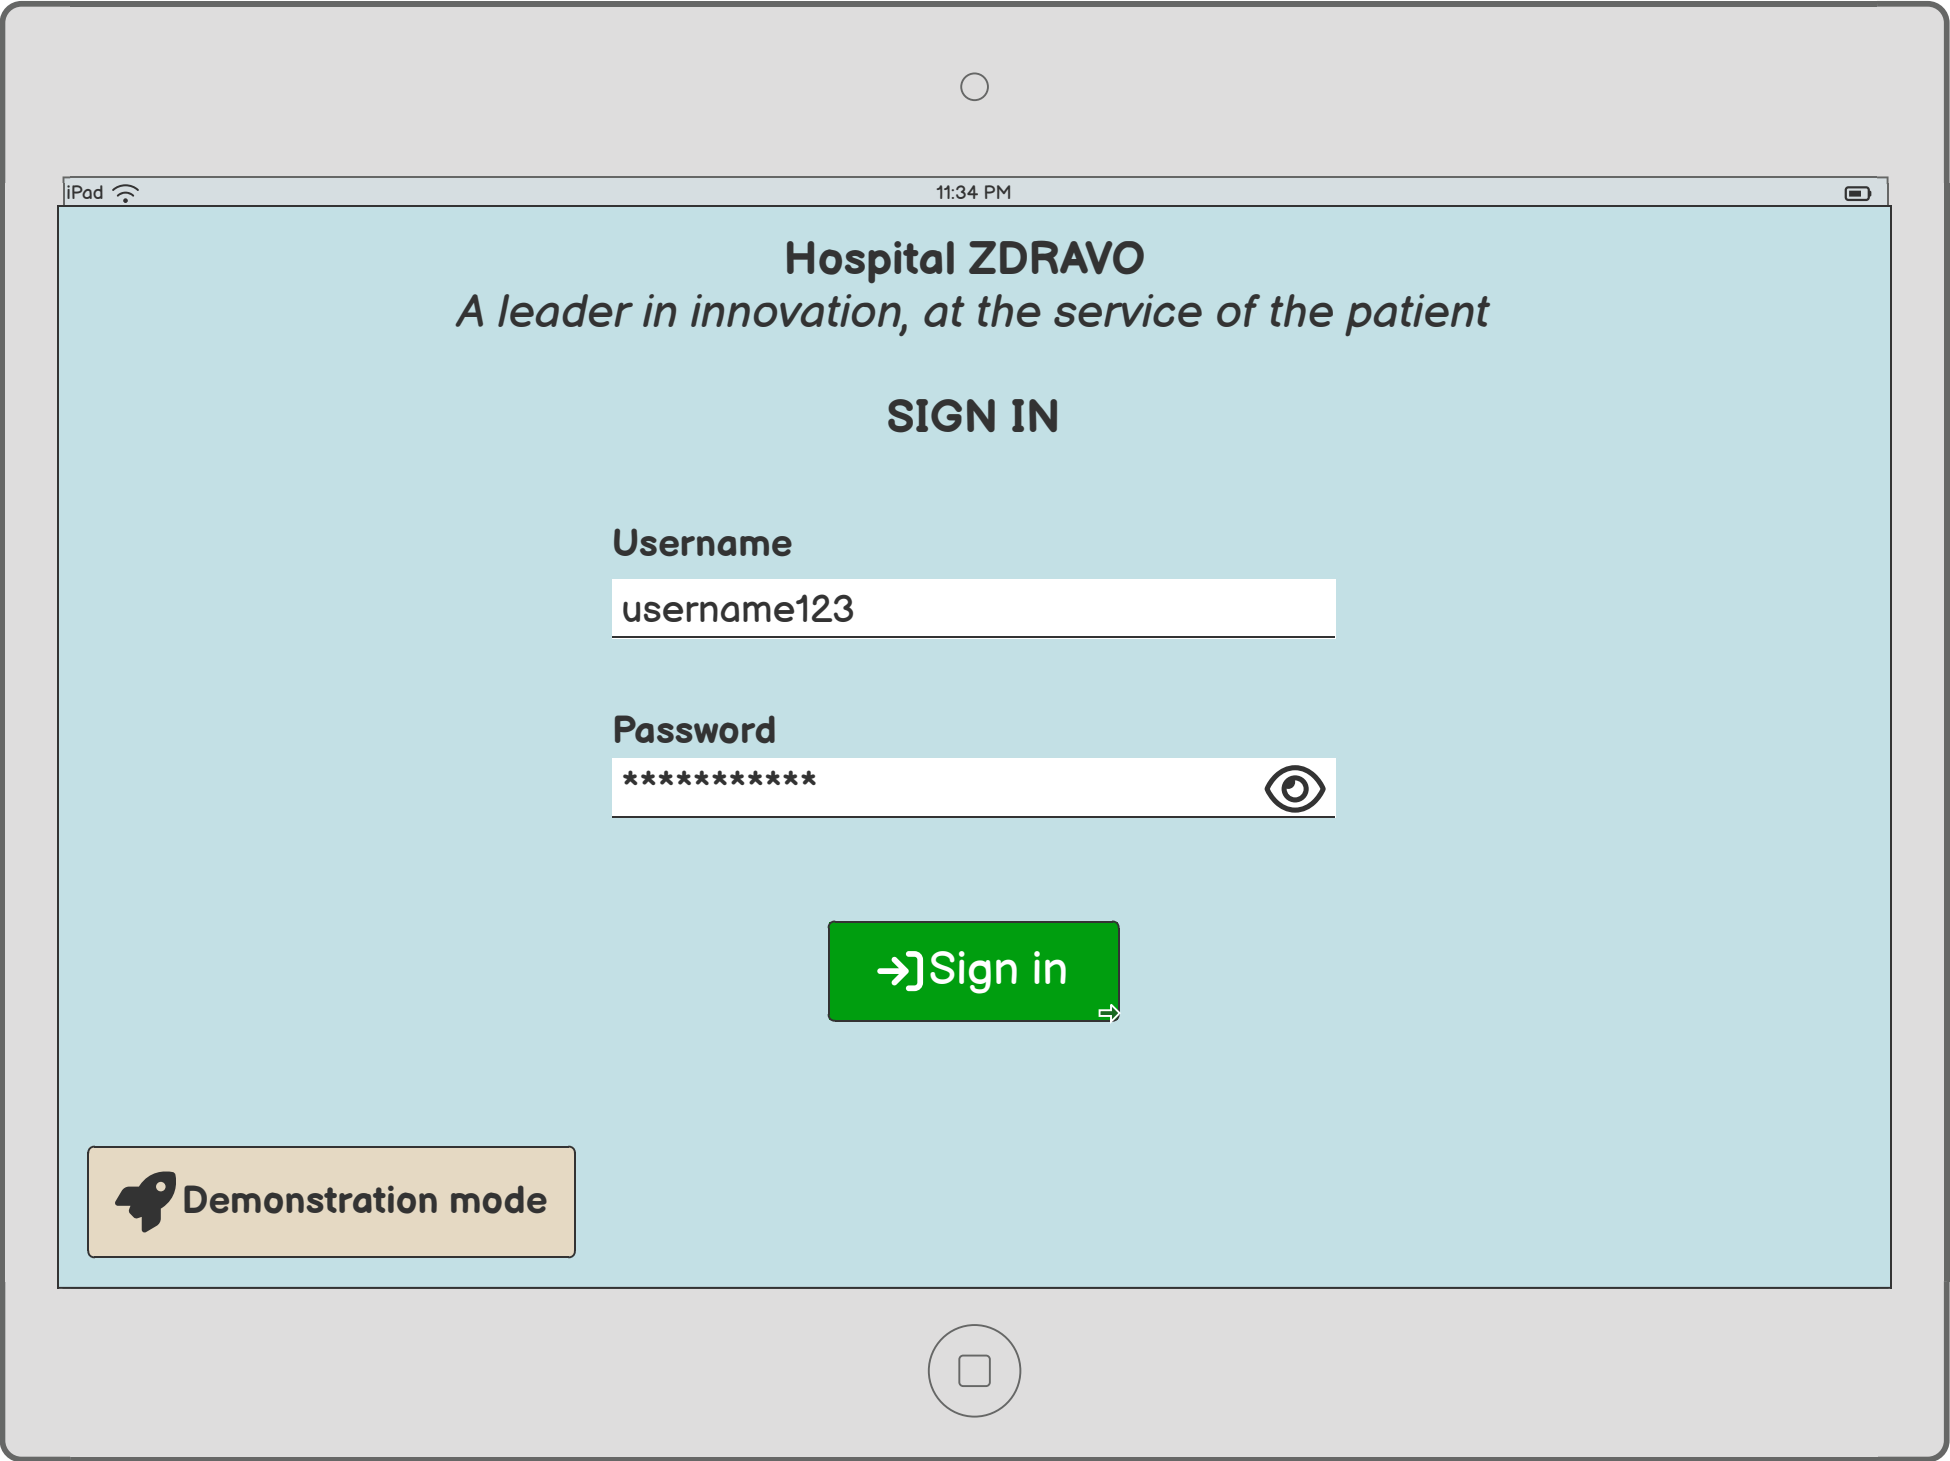 iPad
11:34 PM
Hospital ZDRAVO
A leader in innovation, at the service of the patient
SIGN IN
Username
username123
Password
***********
Sign in
Demonstration mode